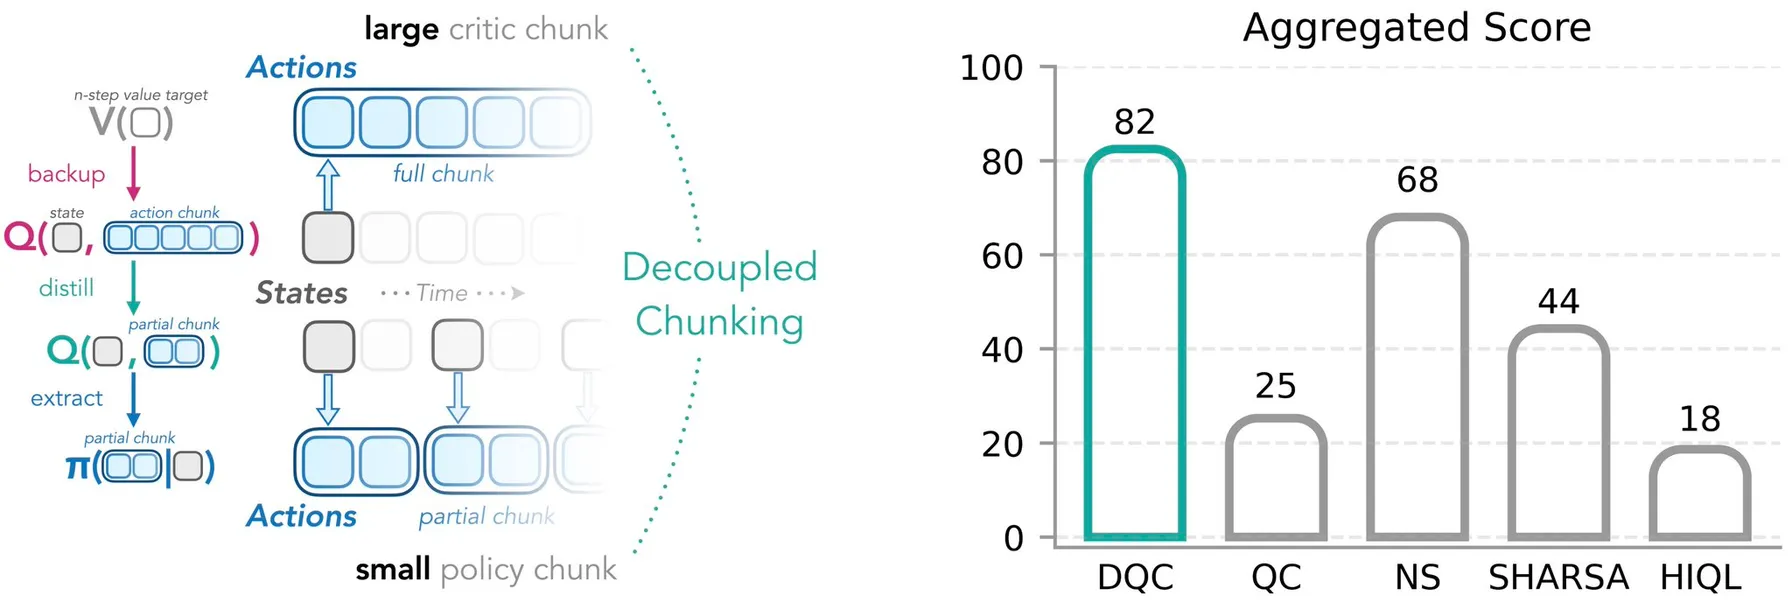 large critic chunk
Actions
n-step value target
V( )
backup
full chunk
state
action chunk
Q( , )
distill
States
··· Time ···
Decoupled
Chunking
partial chunk
Q( , )
extract
partial chunk
π( | )
Actions
partial chunk
small policy chunk
Aggregated Score
100
80
60
40
20
0
82
25
68
44
18
DQC
QC
NS
SHARSA
HIQL